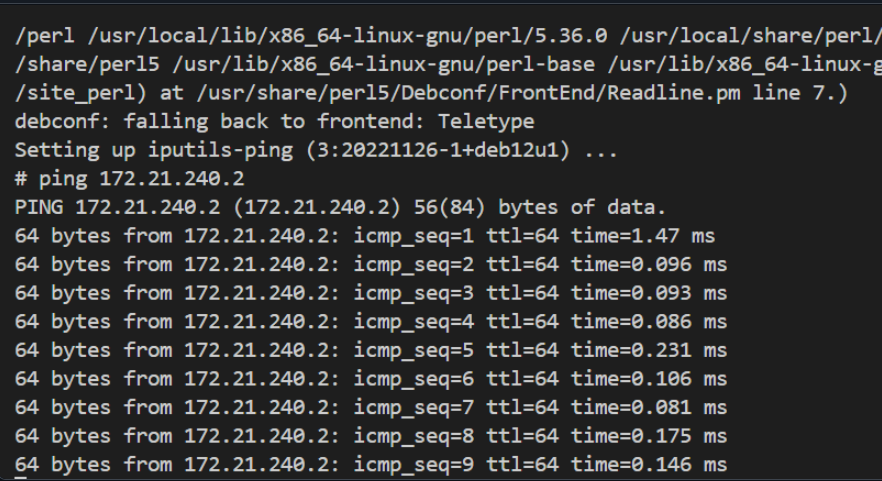 /perl /usr/local/lib/x86_64-linux-gnu/perl/5.36.0 /usr/local/share/perl/
/share/perl5 /usr/lib/x86_64-linux-gnu/perl-base /usr/lib/x86_64-linux-g
/site_perl) at /usr/share/perl5/Debconf/FrontEnd/Readline.pm line 7.)
debconf: falling back to frontend: Teletype
Setting up iputils-ping (3:20221126-1+deb12u1) ...
# ping 172.21.240.2
PING 172.21.240.2 (172.21.240.2) 56(84) bytes of data.
64 bytes from 172.21.240.2: icmp_seq=1 ttl=64 time=1.47 ms
64 bytes from 172.21.240.2: icmp_seq=2 ttl=64 time=0.096 ms
64 bytes from 172.21.240.2: icmp_seq=3 ttl=64 time=0.093 ms
64 bytes from 172.21.240.2: icmp_seq=4 ttl=64 time=0.086 ms
64 bytes from 172.21.240.2: icmp_seq=5 ttl=64 time=0.231 ms
64 bytes from 172.21.240.2: icmp_seq=6 ttl=64 time=0.106 ms
64 bytes from 172.21.240.2: icmp_seq=7 ttl=64 time=0.081 ms
64 bytes from 172.21.240.2: icmp_seq=8 ttl=64 time=0.175 ms
64 bytes from 172.21.240.2: icmp_seq=9 ttl=64 time=0.146 ms